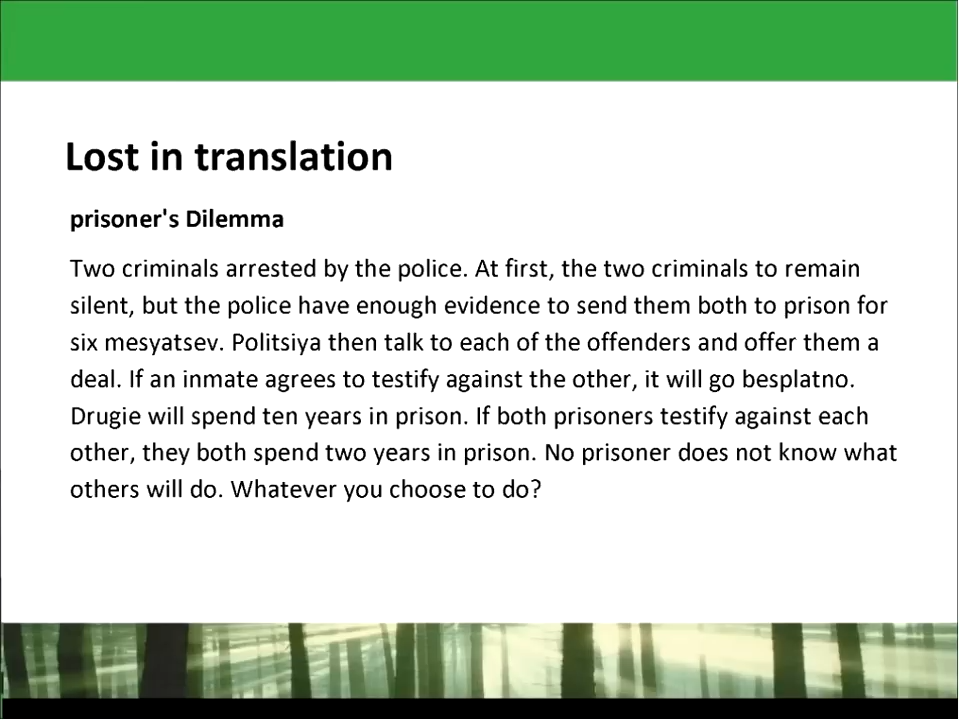 Lost in translation
prisoner's Dilemma
Two criminals arrested by the police. At first, the two criminals to remain
silent, but the police have enough evidence to send them both to prison for
six mesyatsev. Politsiya then talk to each of the offenders and offer them a
deal. If an inmate agrees to testify against the other, it will go besplatno.
Drugie will spend ten years in prison. If both prisoners testify against each
other, they both spend two years in prison. No prisoner does not know what
others will do. Whatever you choose to do?